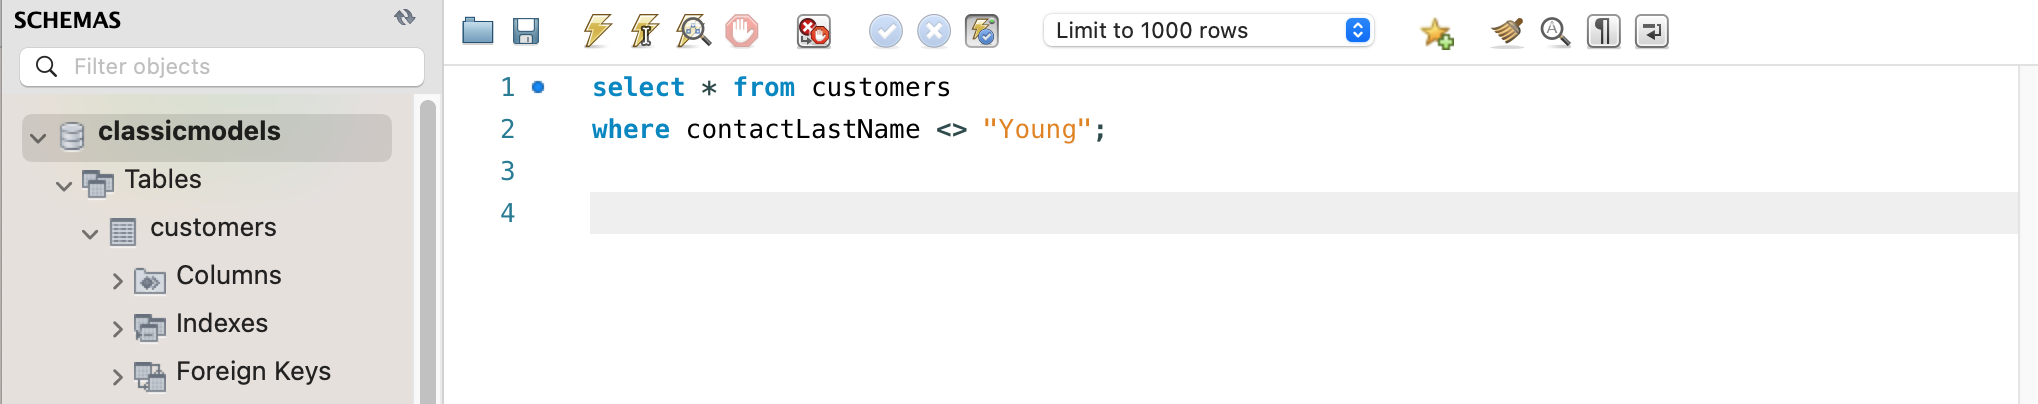 SCHEMAS
Filter objects
classicmodels
Tables
customers
Columns
Indexes
Foreign Keys
Limit to 1000 rows
1 select * from customers
2 where contactLastName <> "Young";
3
4